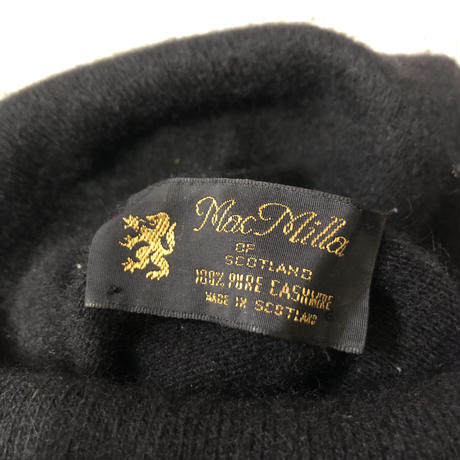 MacMilla
OF
SCOTLAND
100% PURE CASHMERE
MADE IN SCOTLAND